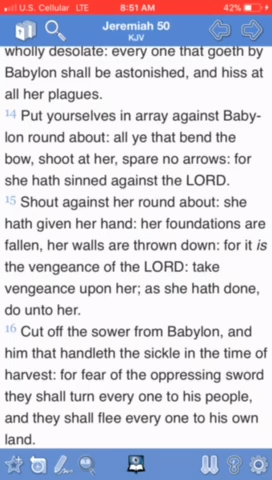 U.S. Cellular LTE 8:51 AM 42%
Jeremiah 50
KJV
wholly desolate: every one that goeth by
Babylon shall be astonished, and hiss at
all her plagues.
14 Put yourselves in array against Baby-
lon round about: all ye that bend the
bow, shoot at her, spare no arrows: for
she hath sinned against the LORD.
15 Shout against her round about: she
hath given her hand: her foundations are
fallen, her walls are thrown down: for it is
the vengeance of the LORD: take
vengeance upon her; as she hath done,
do unto her.
16 Cut off the sower from Babylon, and
him that handleth the sickle in the time of
harvest: for fear of the oppressing sword
they shall turn every one to his people,
and they shall flee every one to his own
land.